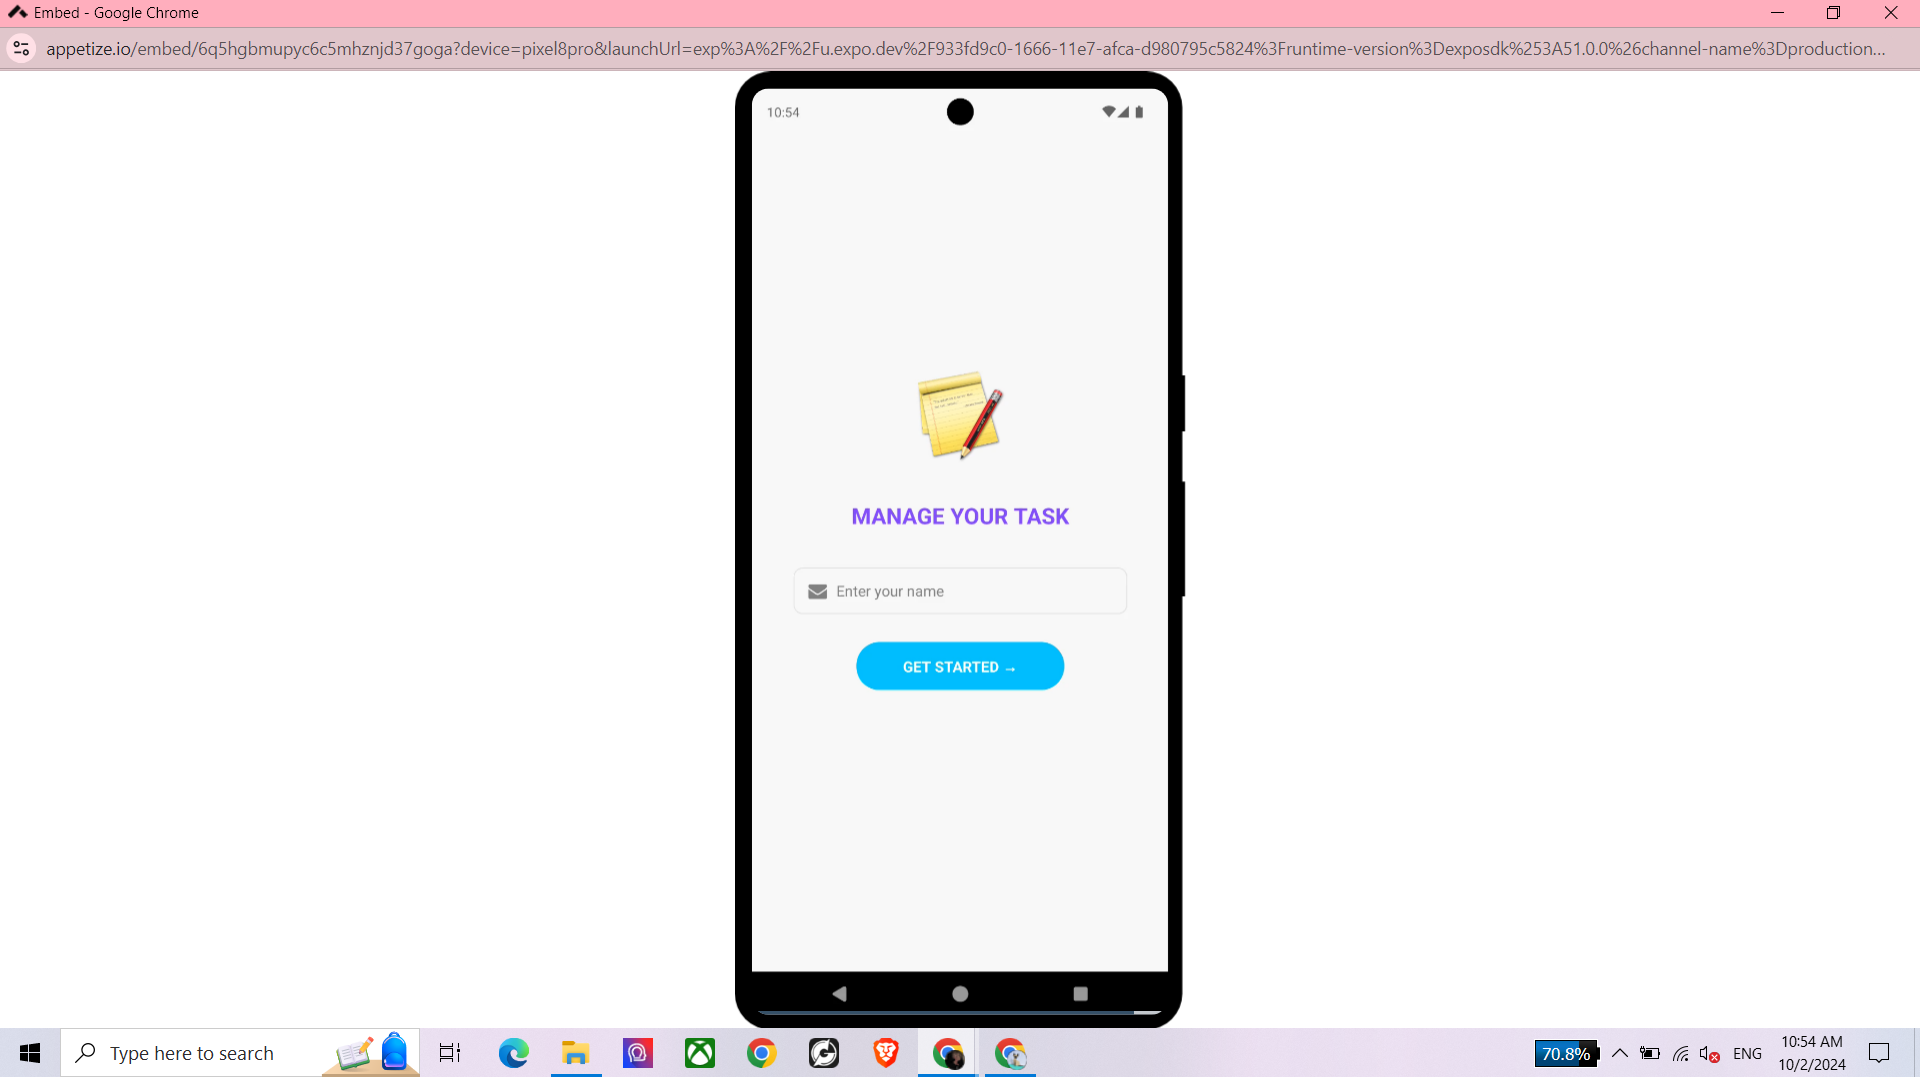 Embed - Google Chrome
appetize.io/embed/6q5hgbmupyc6c5mhznjd37goga?device=pixel8pro&launchUrl=exp%3A%2F%2Fu.expo.dev%2F933fd9c0-1666-11e7-afca-d980795c5824%3Fruntime-version%3Dexposdk%253A51.0.0%26channel-name%3Dproduction...
10:54
MANAGE YOUR TASK
Enter your name
GET STARTED →
Type here to search
70.8%
ENG
10:54 AM
10/2/2024